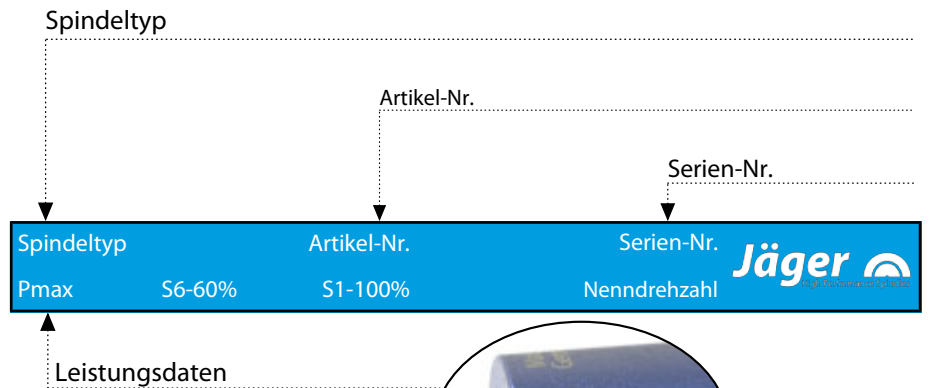 Spindeltyp
Artikel-Nr.
Serien-Nr.
Spindeltyp Artikel-Nr. Serien-Nr.
Jäger
Pmax S6-60% S1-100% Nenndrehzahl
Leistungsdaten